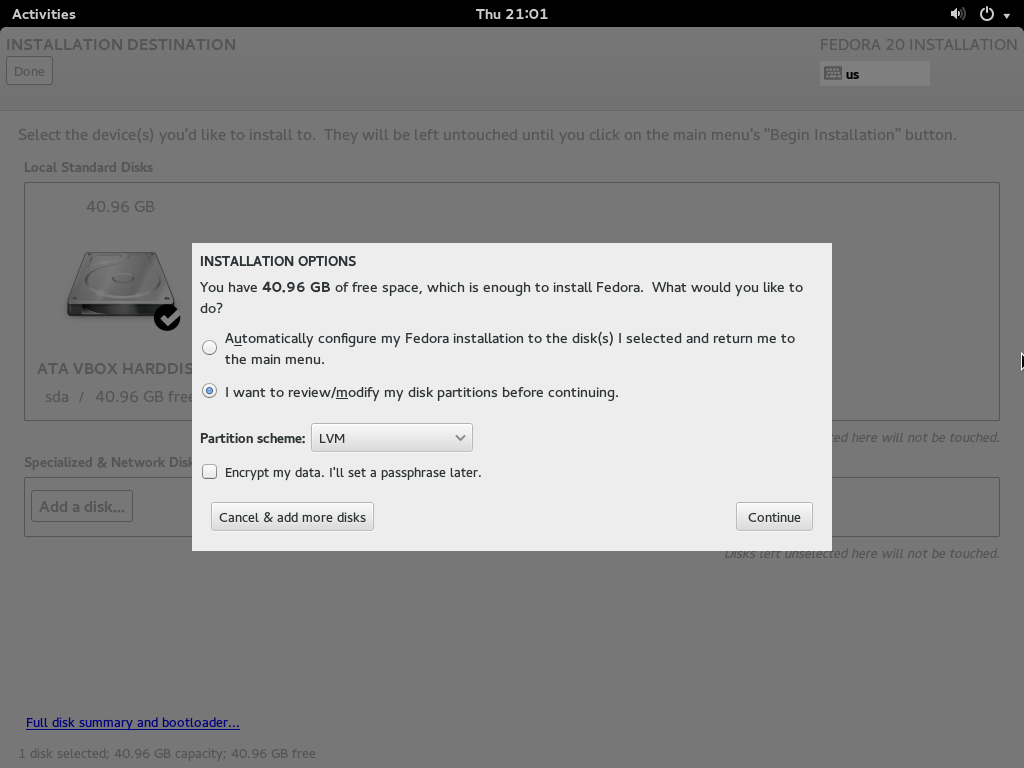 Activities
Thu 21:01
INSTALLATION DESTINATION
FEDORA 20 INSTALLATION
Done
us
Select the device(s) you'd like to install to.  They will be left untouched until you click on the main menu's "Begin Installation" button.
Local Standard Disks
40.96 GB
INSTALLATION OPTIONS
You have 40.96 GB of free space, which is enough to install Fedora.  What would you like to
do?
Automatically configure my Fedora installation to the disk(s) I selected and return me to
the main menu.
ATA VBOX HARDDIS
sda / 40.96 GB free
I want to review/modify my disk partitions before continuing.
Partition scheme: LVM
here will not be touched.
Specialized & Network Disk
Encrypt my data. I'll set a passphrase later.
Add a disk...
Cancel & add more disks
Continue
Disks left unselected here will not be touched.
Full disk summary and bootloader...
1 disk selected; 40.96 GB capacity; 40.96 GB free